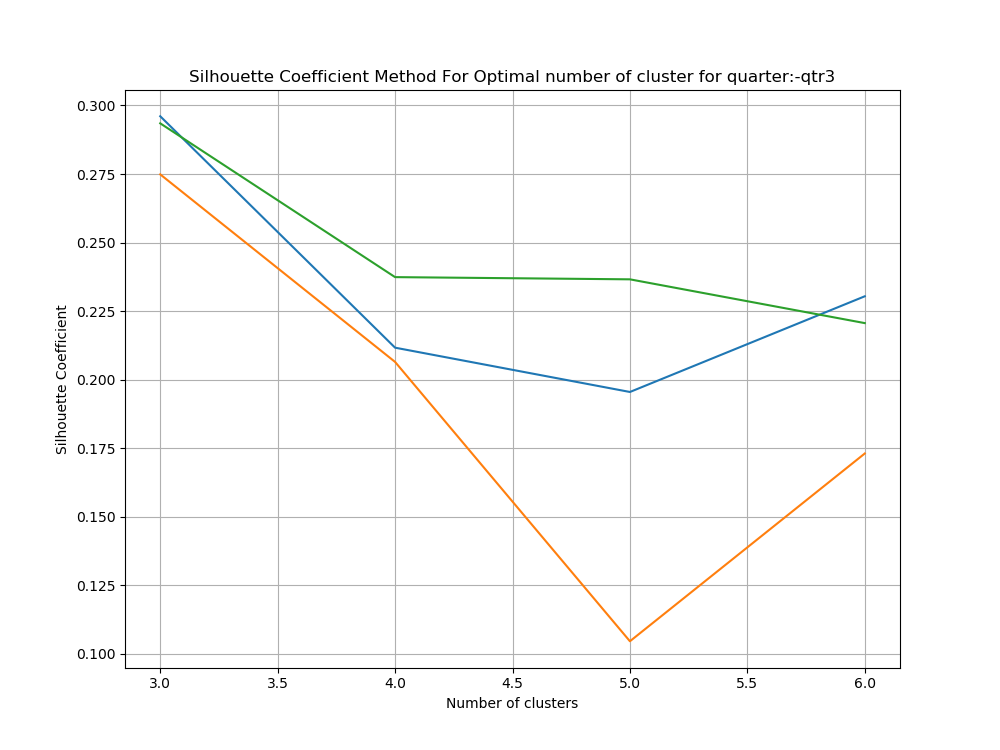 Silhouette Coefficient Method For Optimal number of cluster for quarter:-qtr3
0.300
0.275
0.250
0.225
0.200
0.175
0.150
0.125
0.100
Silhouette Coefficient
3.0 3.5 4.0 4.5 5.0 5.5 6.0
Number of clusters